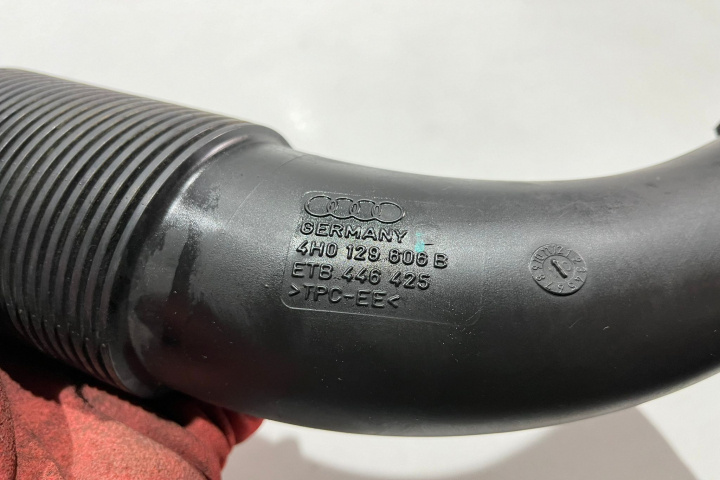 GERMANY
4H0 129 606 B
ETB 446 425
>TPC-EE<